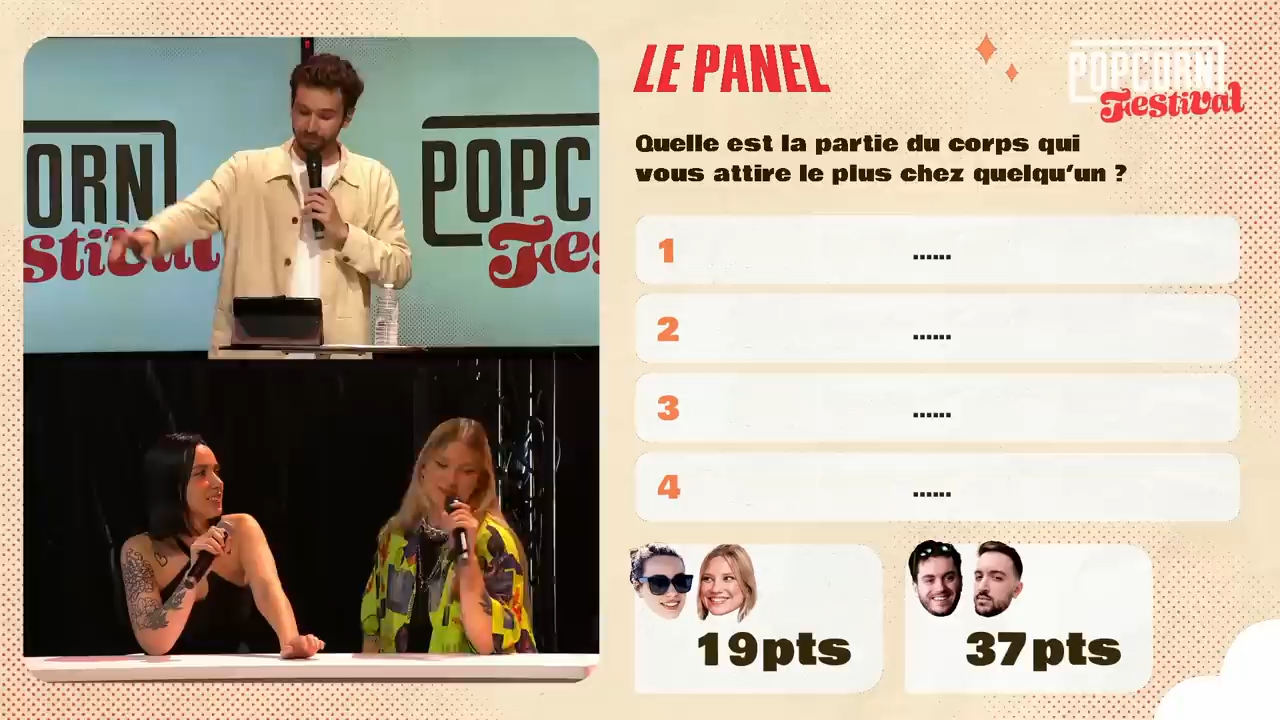 LE PANEL
POPCORN
Festival
Quelle est la partie du corps qui
vous attire le plus chez quelqu'un ?
1 ......
2 ......
3 ......
4 ......
19pts
37pts
ORN
stival
POPC
Fes